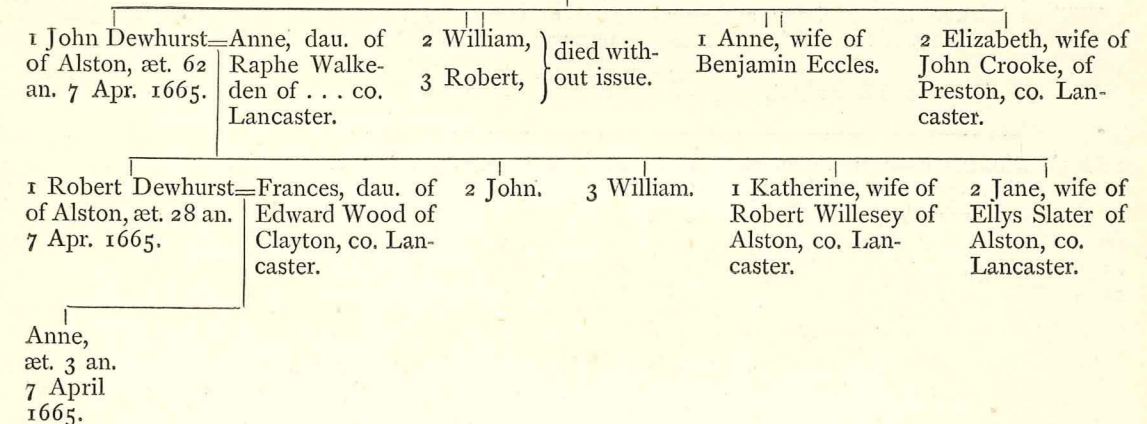 1 John Dewhurst=Anne, dau. of
of Alston, æt. 62 Raphe Walke-
an. 7 Apr. 1665. den of . . . co.
Lancaster.
2 William,
3 Robert,
died with-
out issue.
1 Anne, wife of
Benjamin Eccles.
2 Elizabeth, wife of
John Crooke, of
Preston, co. Lan-
caster.
1 Robert Dewhurst=Frances, dau. of
of Alston, æt. 28 an. Edward Wood of
7 Apr. 1665. Clayton, co. Lan-
caster.
2 John.
3 William.
1 Katherine, wife of
Robert Willesey of
Alston, co. Lan-
caster.
2 Jane, wife of
Ellys Slater of
Alston, co.
Lancaster.
Anne,
æt. 3 an.
7 April
1665.